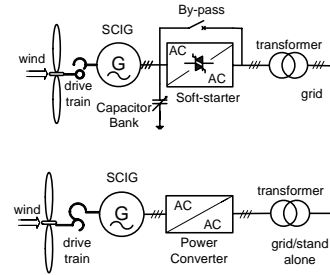 By-pass
SCIG
transformer
wind
G
AC
AC
drive
train
Capacitor
Bank
Soft-starter
grid
SCIG
transformer
wind
G
AC
AC
drive
train
Power
Converter
grid/stand
alone